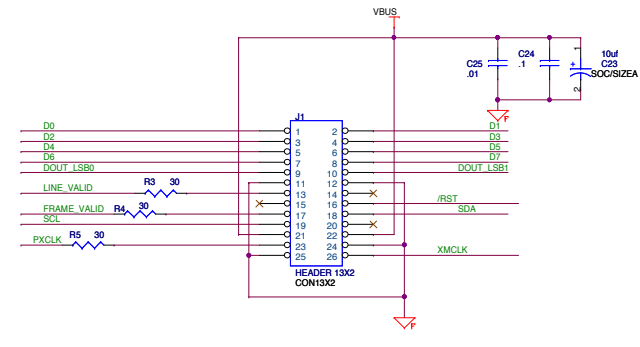 VBUS
C25
.01
C24
.1
1
10uf
+
C23
SOC/SIZEA
2
F
J1
D0 1 2 D1
D2 3 4 D3
D4 5 6 D5
D6 7 8 D7
DOUT_LSB0 9 10 DOUT_LSB1
11 12
LINE_VALID R3 30 13 14
15 16 /RST
FRAME_VALID R4 30 17 18 SDA
SCL 19 20
21 22
PXCLK R5 30 23 24
25 26 XMCLK
HEADER 13X2
CON13X2
F